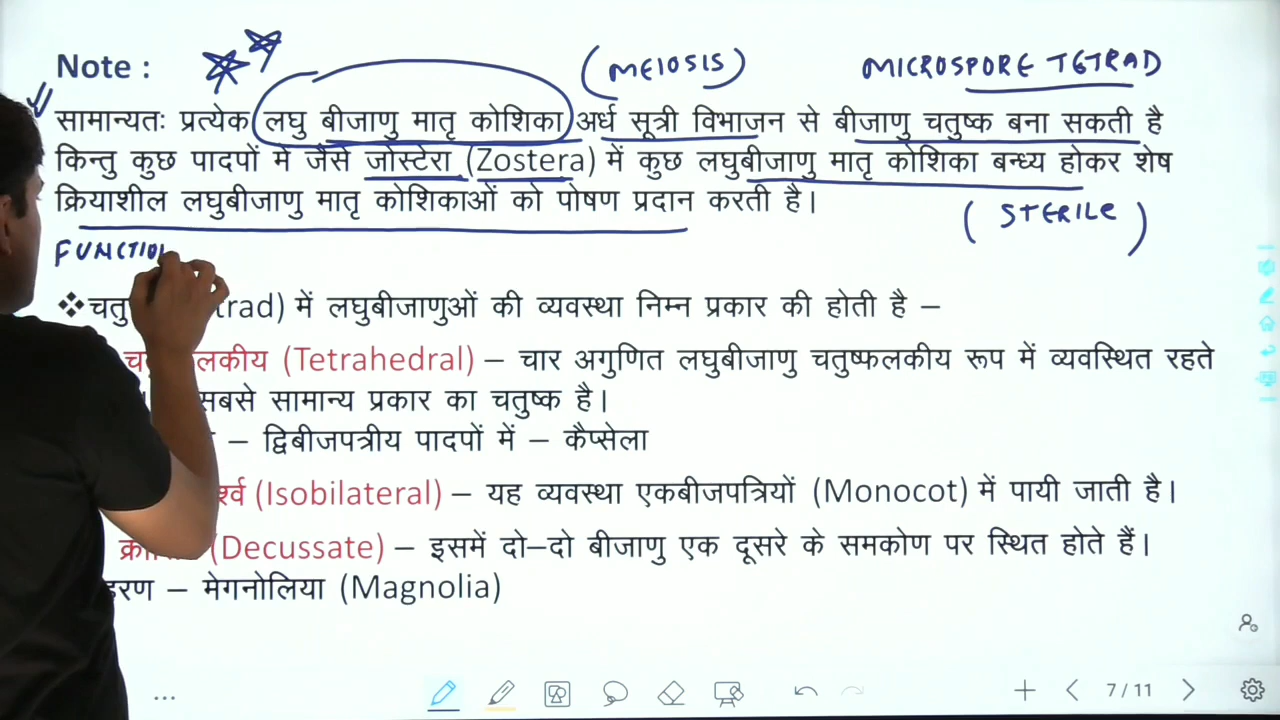 Note :
(MEIOSIS)
MICROSPORE TETRAD
सामान्यतः प्रत्येक लघु बीजाणु मातृ कोशिका अर्ध सूत्री विभाजन से बीजाणु चतुष्क बना सकती है
किन्तु कुछ पादपों में जैसे जोस्टेरा (Zostera) में कुछ लघुबीजाणु मातृ कोशिका बन्ध्य होकर शेष
क्रियाशील लघुबीजाणु मातृ कोशिकाओं को पोषण प्रदान करती है।
(STERILE)
FUNCTION
में लघुबीजाणुओं की व्यवस्था निम्न प्रकार की होती है –
(Tetrahedral) – चार अगुणित लघुबीजाणु चतुष्फलकीय रूप में व्यवस्थित रहते
सबसे सामान्य प्रकार का चतुष्क है।
– द्विबीजपत्रीय पादपों में – कैप्सेला
(Isobilateral) – यह व्यवस्था एकबीजपत्रियों (Monocot) में पायी जाती है।
(Decussate) – इसमें दो–दो बीजाणु एक दूसरे के समकोण पर स्थित होते हैं।
– मेगनोलिया (Magnolia)
7 / 11